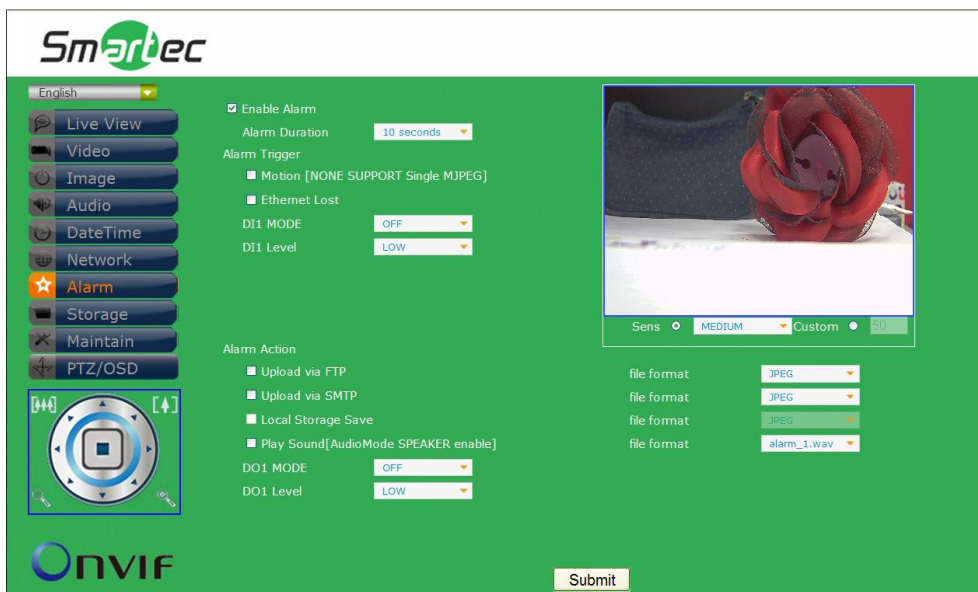 Smartec
English
Live View
Video
Image
Audio
DateTime
Network
Alarm
Storage
Maintain
PTZ/OSD
Onvif
Enable Alarm
Alarm Duration 10 seconds
Alarm Trigger
Motion [NONE SUPPORT Single MJPEG]
Ethernet Lost
DI1 MODE OFF
DI1 Level LOW
Sens MEDIUM Custom 50
Alarm Action
Upload via FTP file format JPEG
Upload via SMTP file format JPEG
Local Storage Save file format JPEG
Play Sound[AudioMode SPEAKER enable] file format alarm_1.wav
DO1 MODE OFF
DO1 Level LOW
Submit